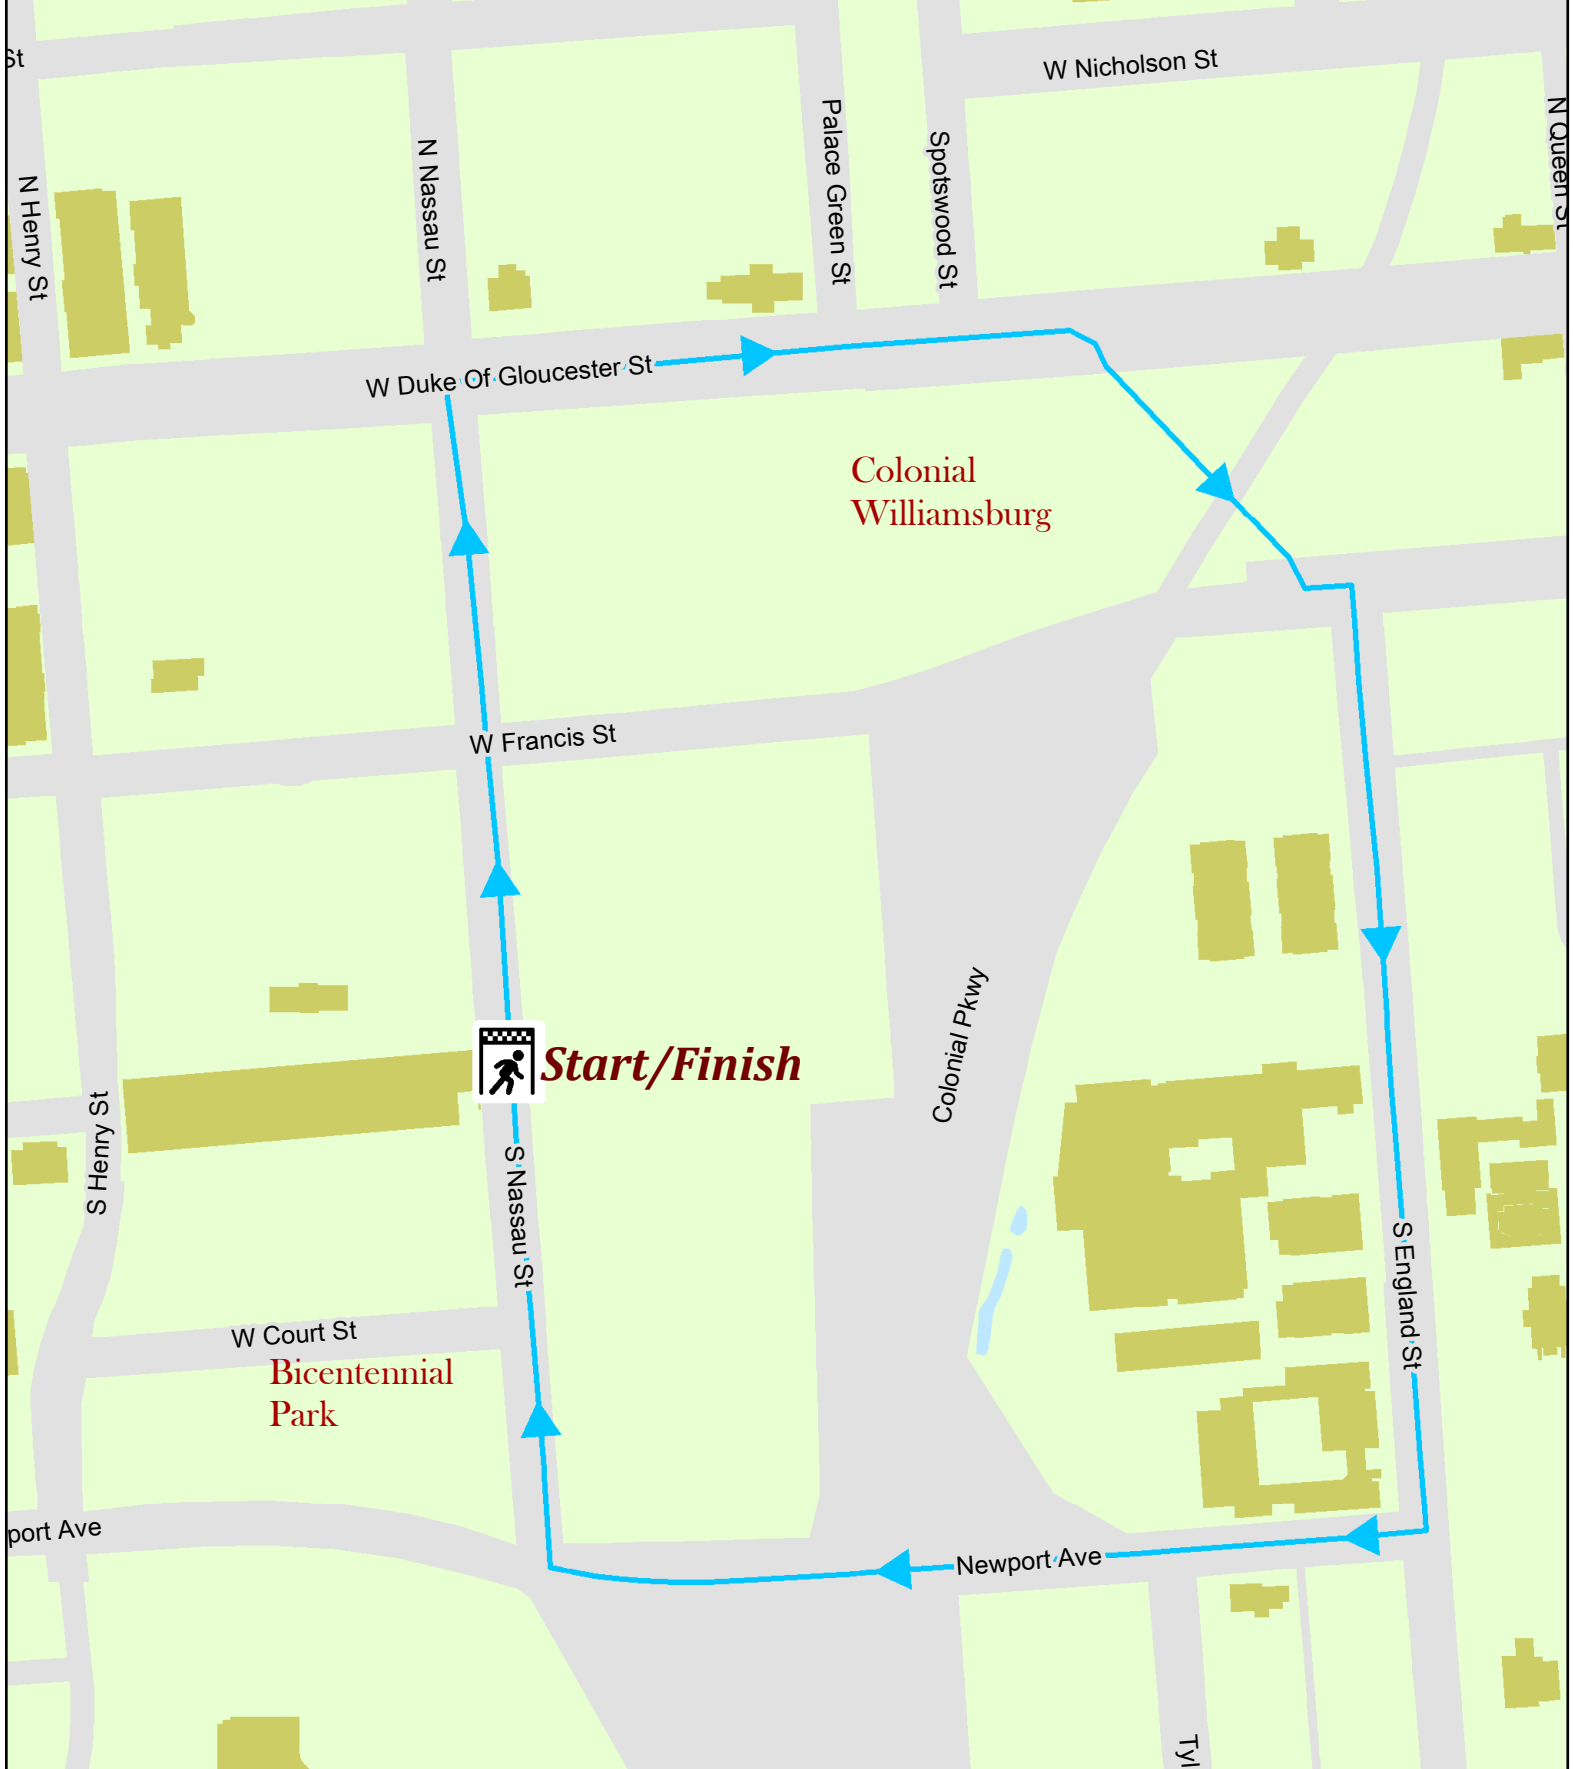 St
W Nicholson St
N Queen St
Palace Green St
Spotswood St
N Nassau St
N Henry St
W Duke Of Gloucester St
Colonial
Williamsburg
W Francis St
Colonial Pkwy
Start/Finish
S Henry St
S Nassau St
S England St
W Court St
Bicentennial
Park
port Ave
Newport Ave
Tyl